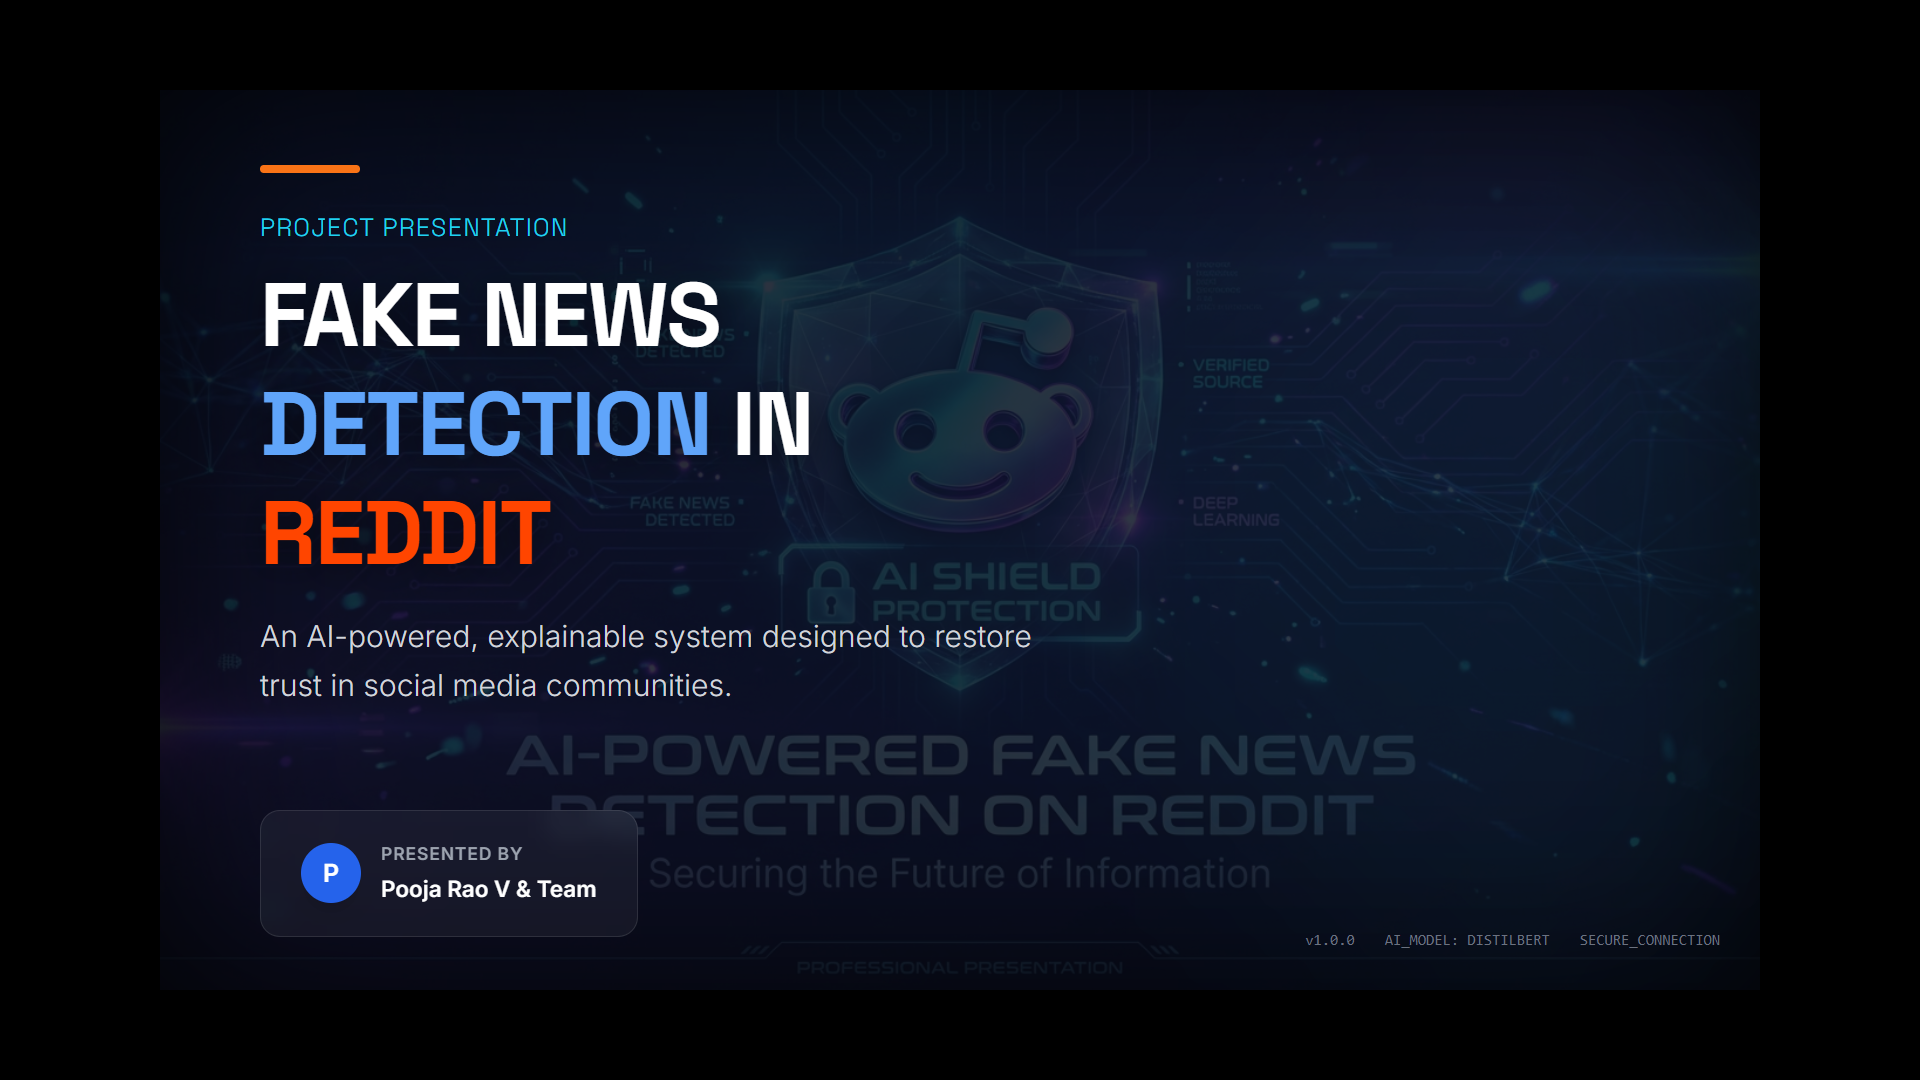 PROJECT PRESENTATION
FAKE NEWS
DETECTION IN
REDDIT
An AI-powered, explainable system designed to restore
trust in social media communities.
P
PRESENTED BY
Pooja Rao V & Team
DETECTED
FAKE NEWS
DETECTED
VERIFIED
SOURCE
DEEP
LEARNING
AI SHIELD
PROTECTION
AI-POWERED FAKE NEWS
DETECTION ON REDDIT
Securing the Future of Information
v1.0.0 AI_MODEL: DISTILBERT SECURE_CONNECTION
PROFESSIONAL PRESENTATION